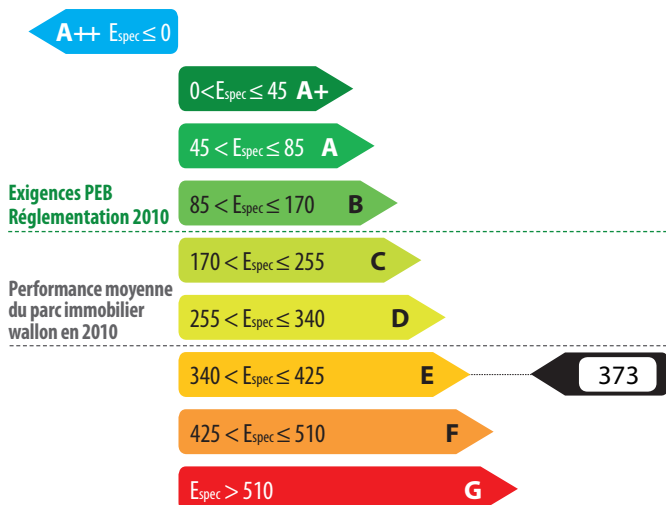 A++ Espec ≤ 0
0<Espec ≤ 45 A+
45 < Espec ≤ 85 A
Exigences PEB
Réglementation 2010
85 < Espec ≤ 170 B
170 < Espec ≤ 255 C
Performance moyenne
du parc immobilier
wallon en 2010
255 < Espec ≤ 340 D
340 < Espec ≤ 425 E
373
425 < Espec ≤ 510 F
Espec > 510 G